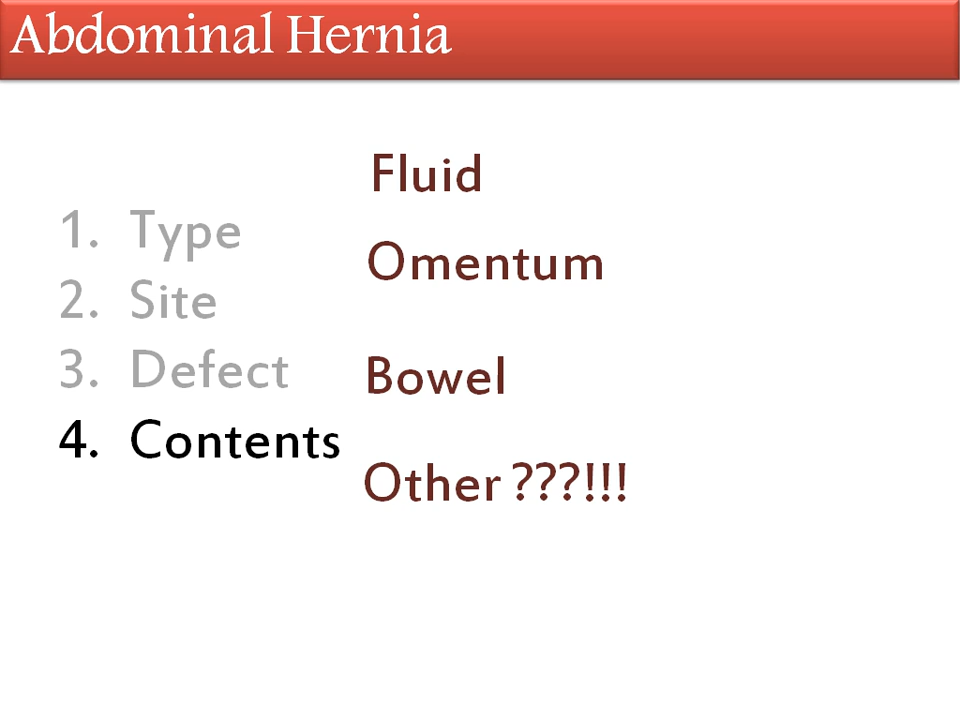 Abdominal Hernia
1. Type
2. Site
3. Defect
4. Contents
Fluid
Omentum
Bowel
Other ???!!!